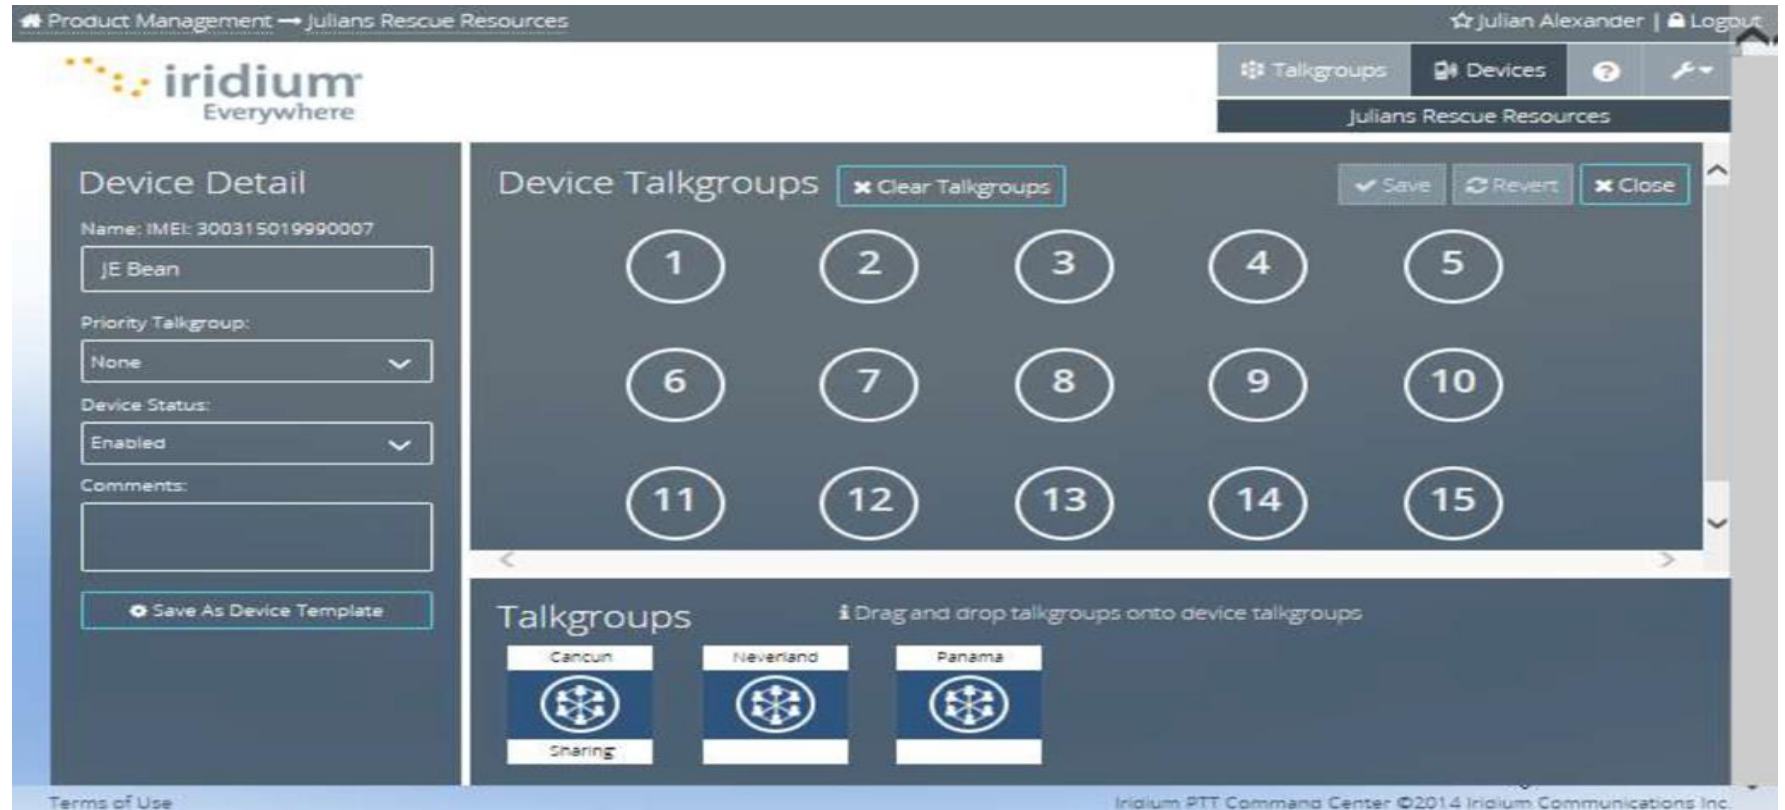 Product Management → Julians Rescue Resources
Julian Alexander | Logout
iridium
Everywhere
Talkgroups
Devices
?
Julians Rescue Resources
Device Detail
Name: IMEI: 300315019990007
JE Bean
Priority Talkgroup:
None
Device Status:
Enabled
Comments:
Save As Device Template
Device Talkgroups
Clear Talkgroups
Save
Revert
Close
1 2 3 4 5
6 7 8 9 10
11 12 13 14 15
Talkgroups
Drag and drop talkgroups onto device talkgroups
Cancun Neverland Panama
Sharing
Terms of Use
Iridium PTT Command Center ©2014 Iridium Communications Inc.